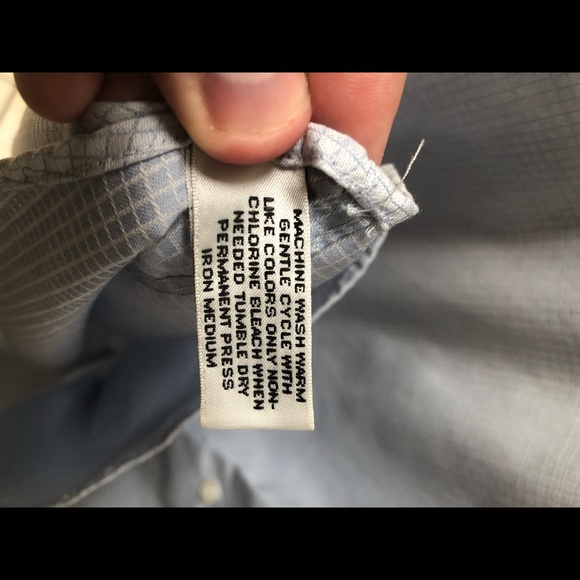 MACHINE WASH WARM
GENTLE CYCLE WITH
LIKE COLORS ONLY NON-
CHLORINE BLEACH WHEN
NEEDED TUMBLE DRY
PERMANENT PRESS
IRON MEDIUM